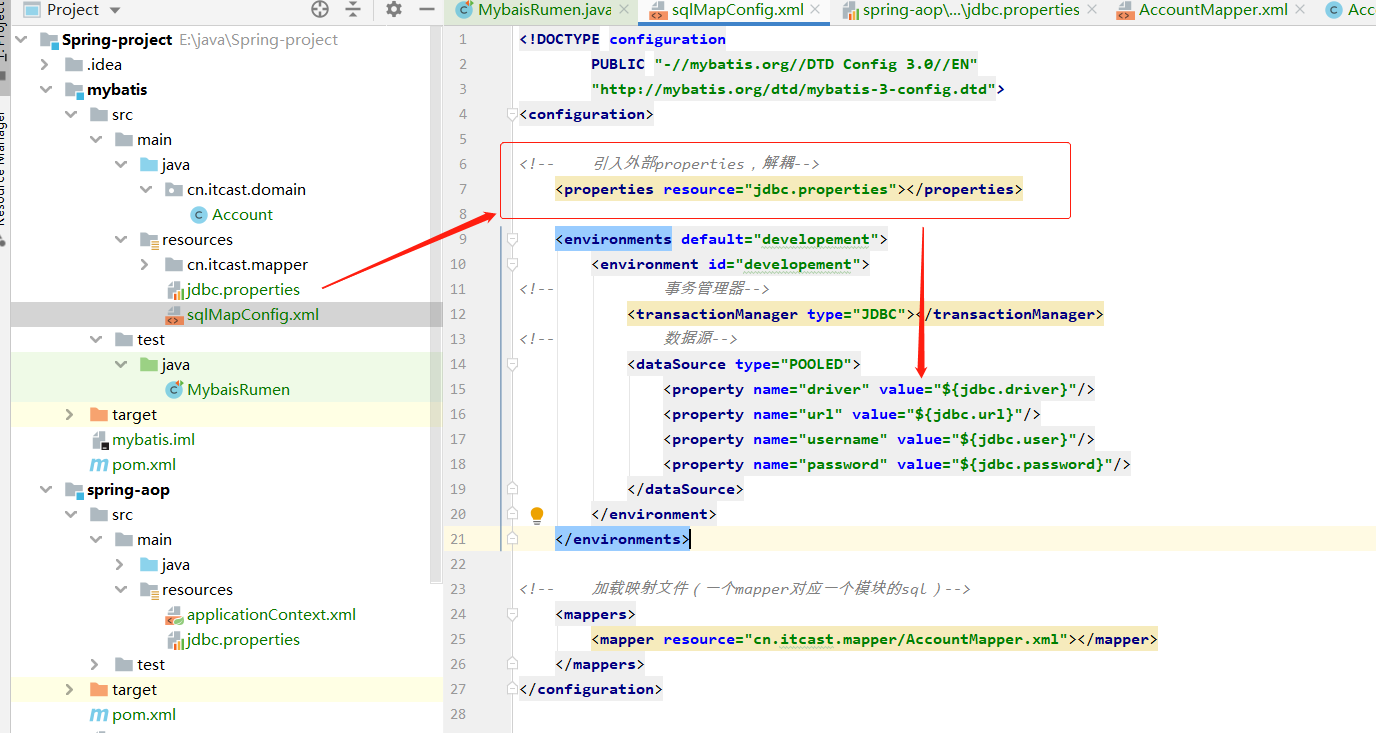 Project
MybaisRumen.java
sqlMapConfig.xml
spring-aop\...\jdbc.properties
AccountMapper.xml
Acc
Spring-project E:\java\Spring-project
.idea
mybatis
src
main
java
cn.itcast.domain
Account
resources
cn.itcast.mapper
jdbc.properties
sqlMapConfig.xml
test
java
MybaisRumen
target
mybatis.iml
pom.xml
spring-aop
src
main
java
resources
applicationContext.xml
jdbc.properties
test
target
pom.xml
1 <!DOCTYPE configuration
2 PUBLIC "-//mybatis.org//DTD Config 3.0//EN"
3 "http://mybatis.org/dtd/mybatis-3-config.dtd">
4 <configuration>
5
6 <!-- 引入外部properties，解耦-->
7 <properties resource="jdbc.properties"></properties>
8
9 <environments default="developement">
10 <environment id="developement">
11 <!-- 事务管理器-->
12 <transactionManager type="JDBC"></transactionManager>
13 <!-- 数据源-->
14 <dataSource type="POOLED">
15 <property name="driver" value="${jdbc.driver}"/>
16 <property name="url" value="${jdbc.url}"/>
17 <property name="username" value="${jdbc.user}"/>
18 <property name="password" value="${jdbc.password}"/>
19 </dataSource>
20 </environment>
21 </environments>
22
23 <!-- 加载映射文件（一个mapper对应一个模块的sql）-->
24 <mappers>
25 <mapper resource="cn.itcast.mapper/AccountMapper.xml"></mapper>
26 </mappers>
27 </configuration>
28